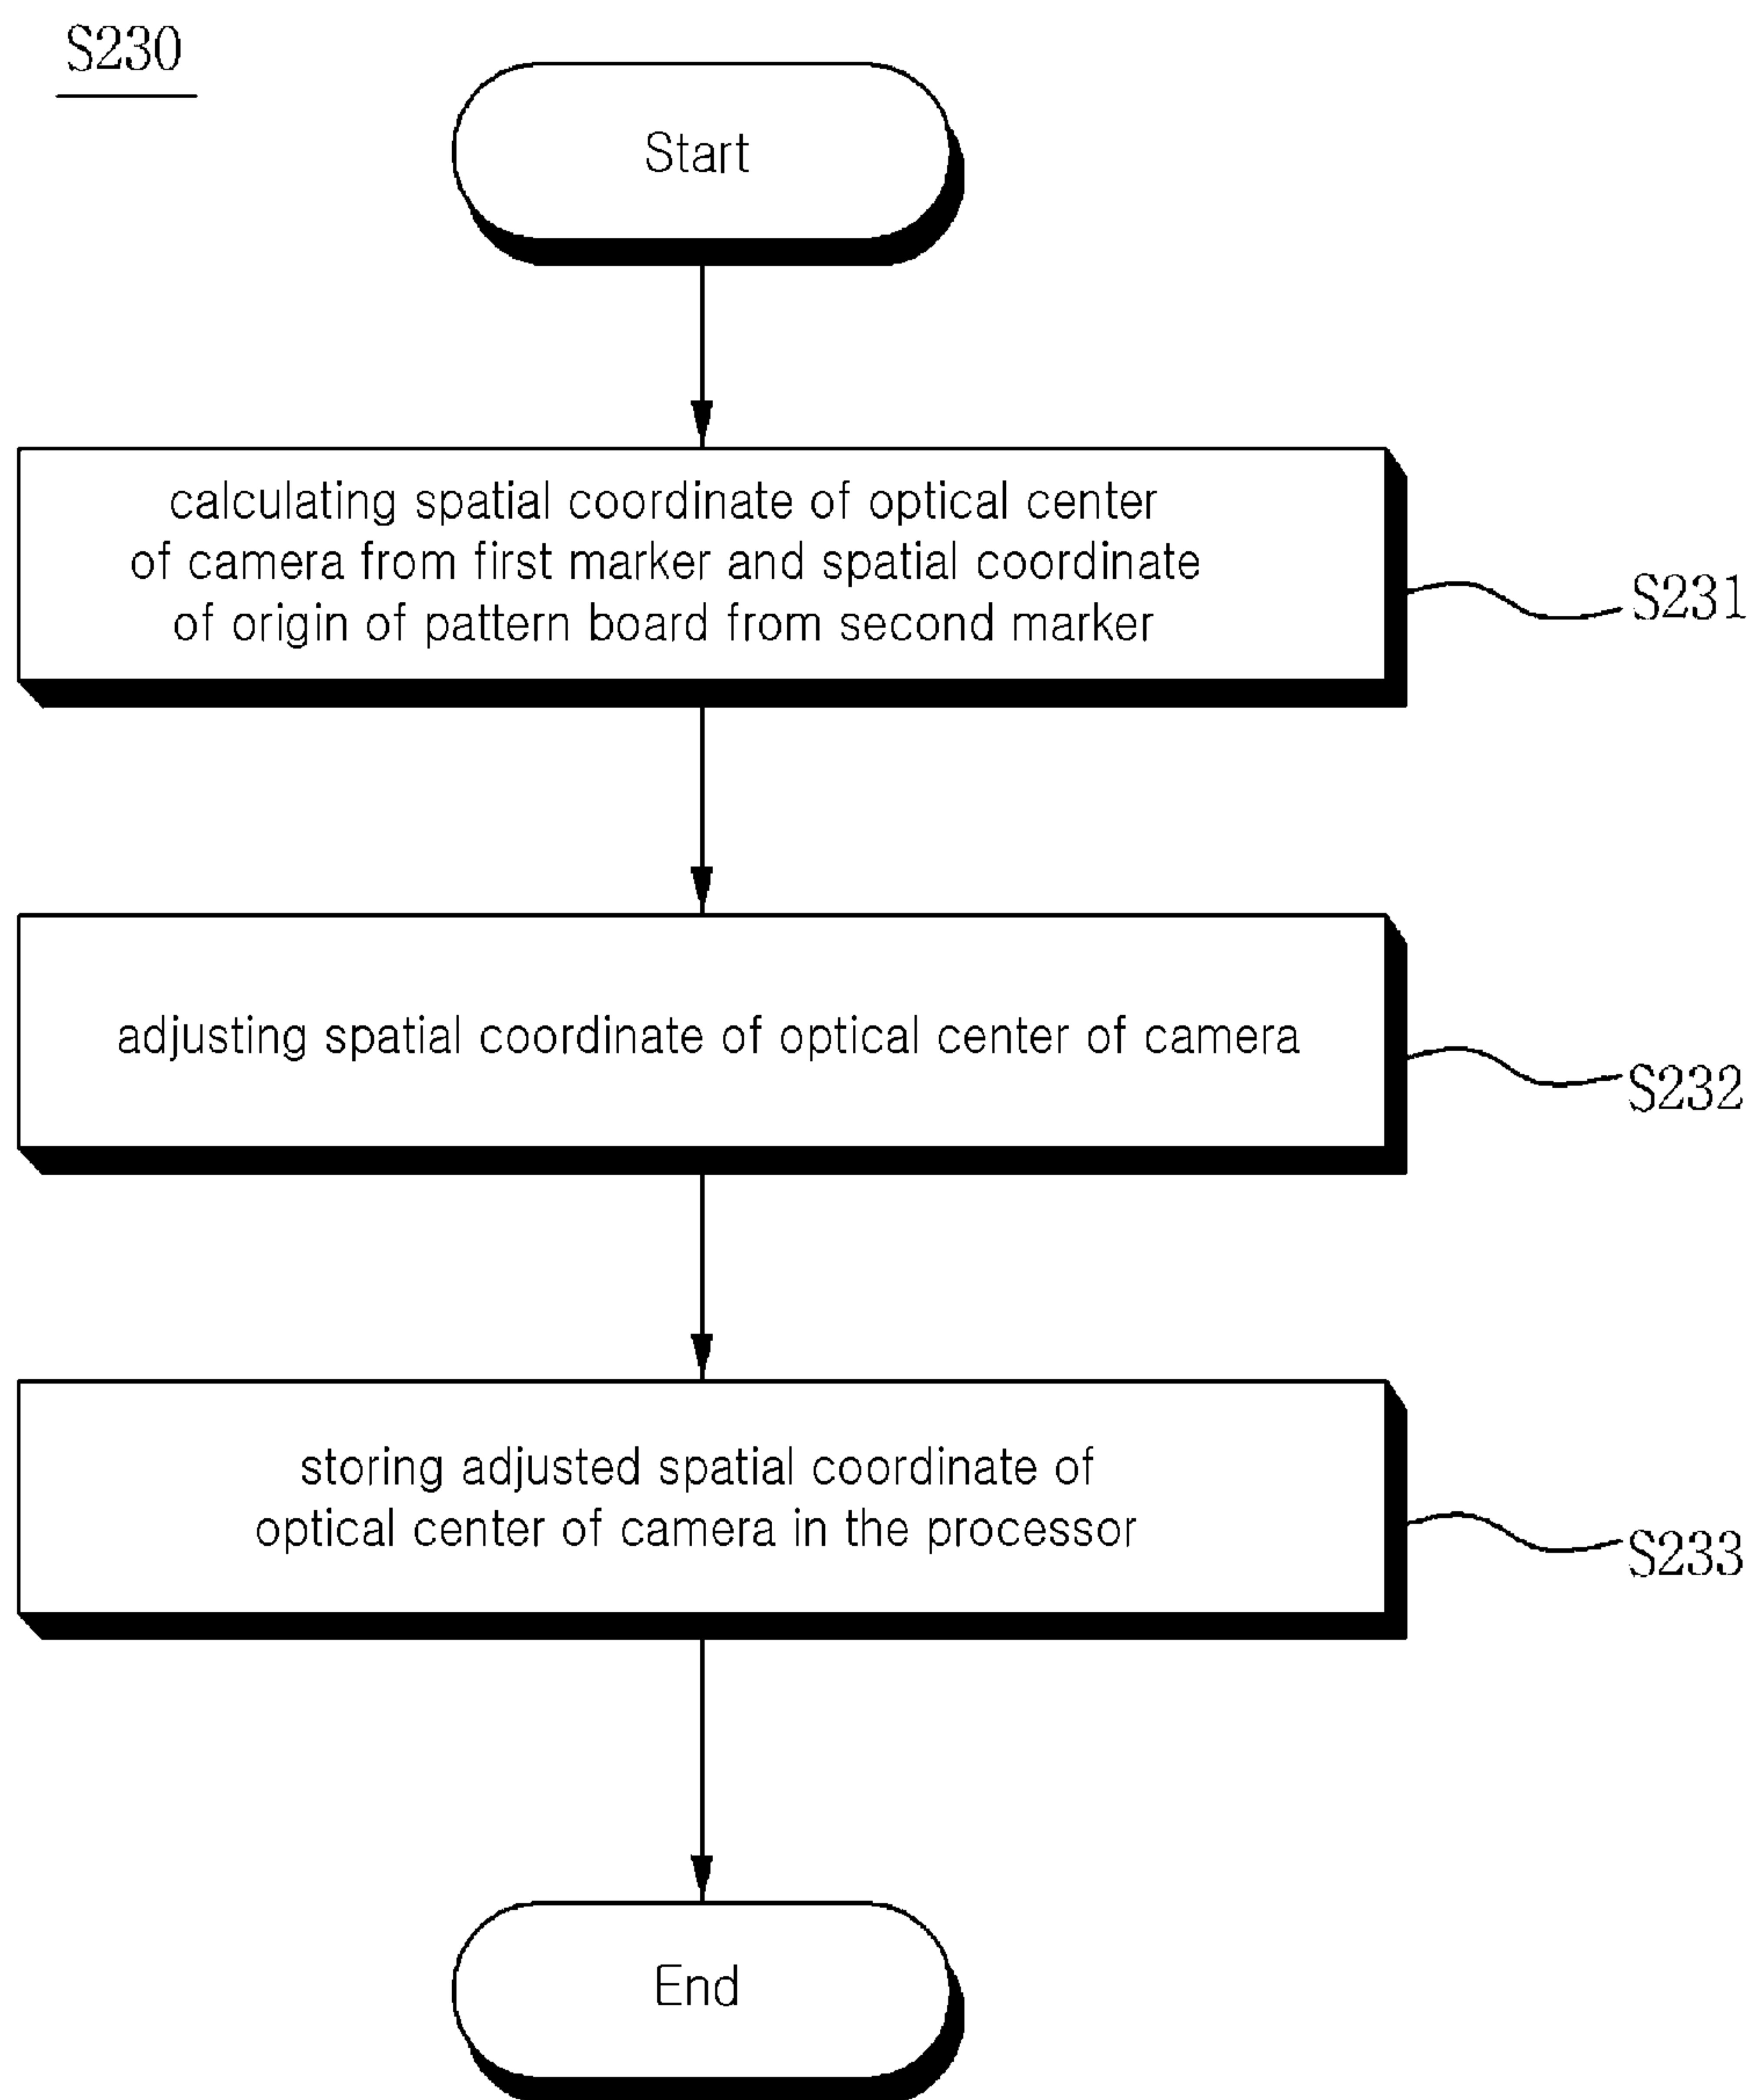 S230
Start
calculating spatial coordinate of optical center
of camera from first marker and spatial coordinate
of origin of pattern board from second marker
S231
adjusting spatial coordinate of optical center of camera
S232
storing adjusted spatial coordinate of
optical center of camera in the processor
S233
End